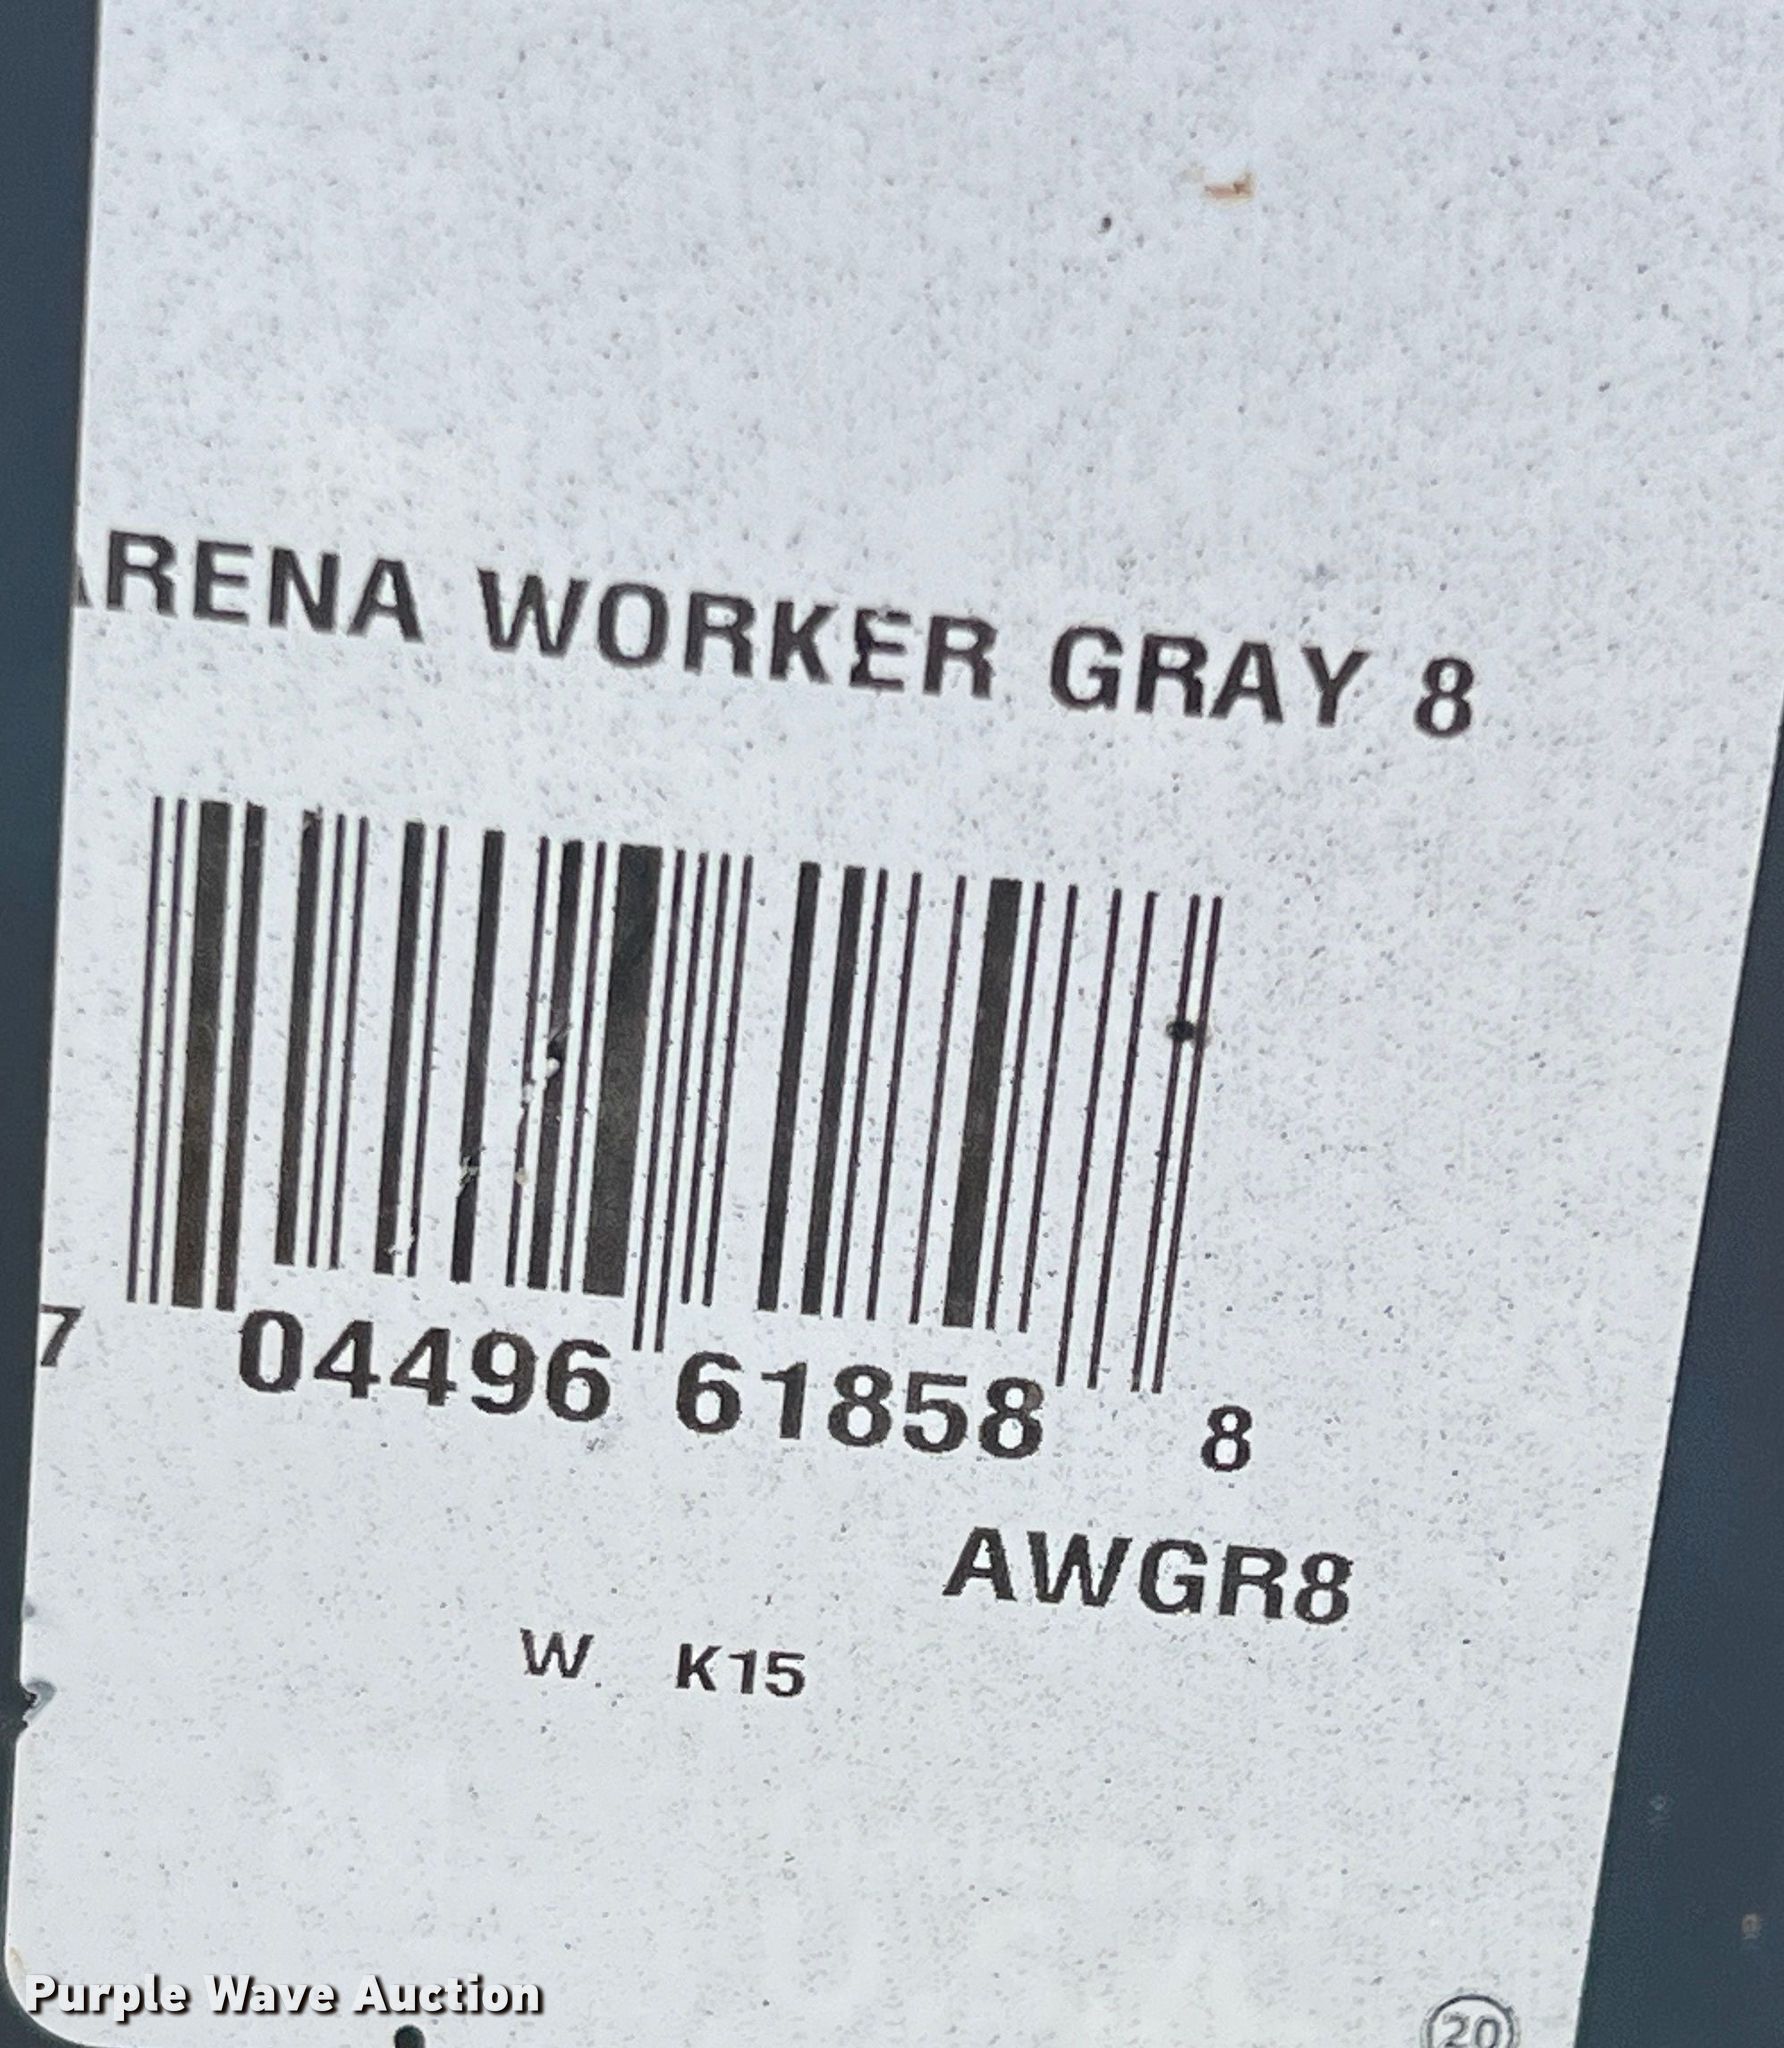 ARENA WORKER GRAY 8
7 04496 61858 8
AWGR8
W K15
20
Purple Wave Auction